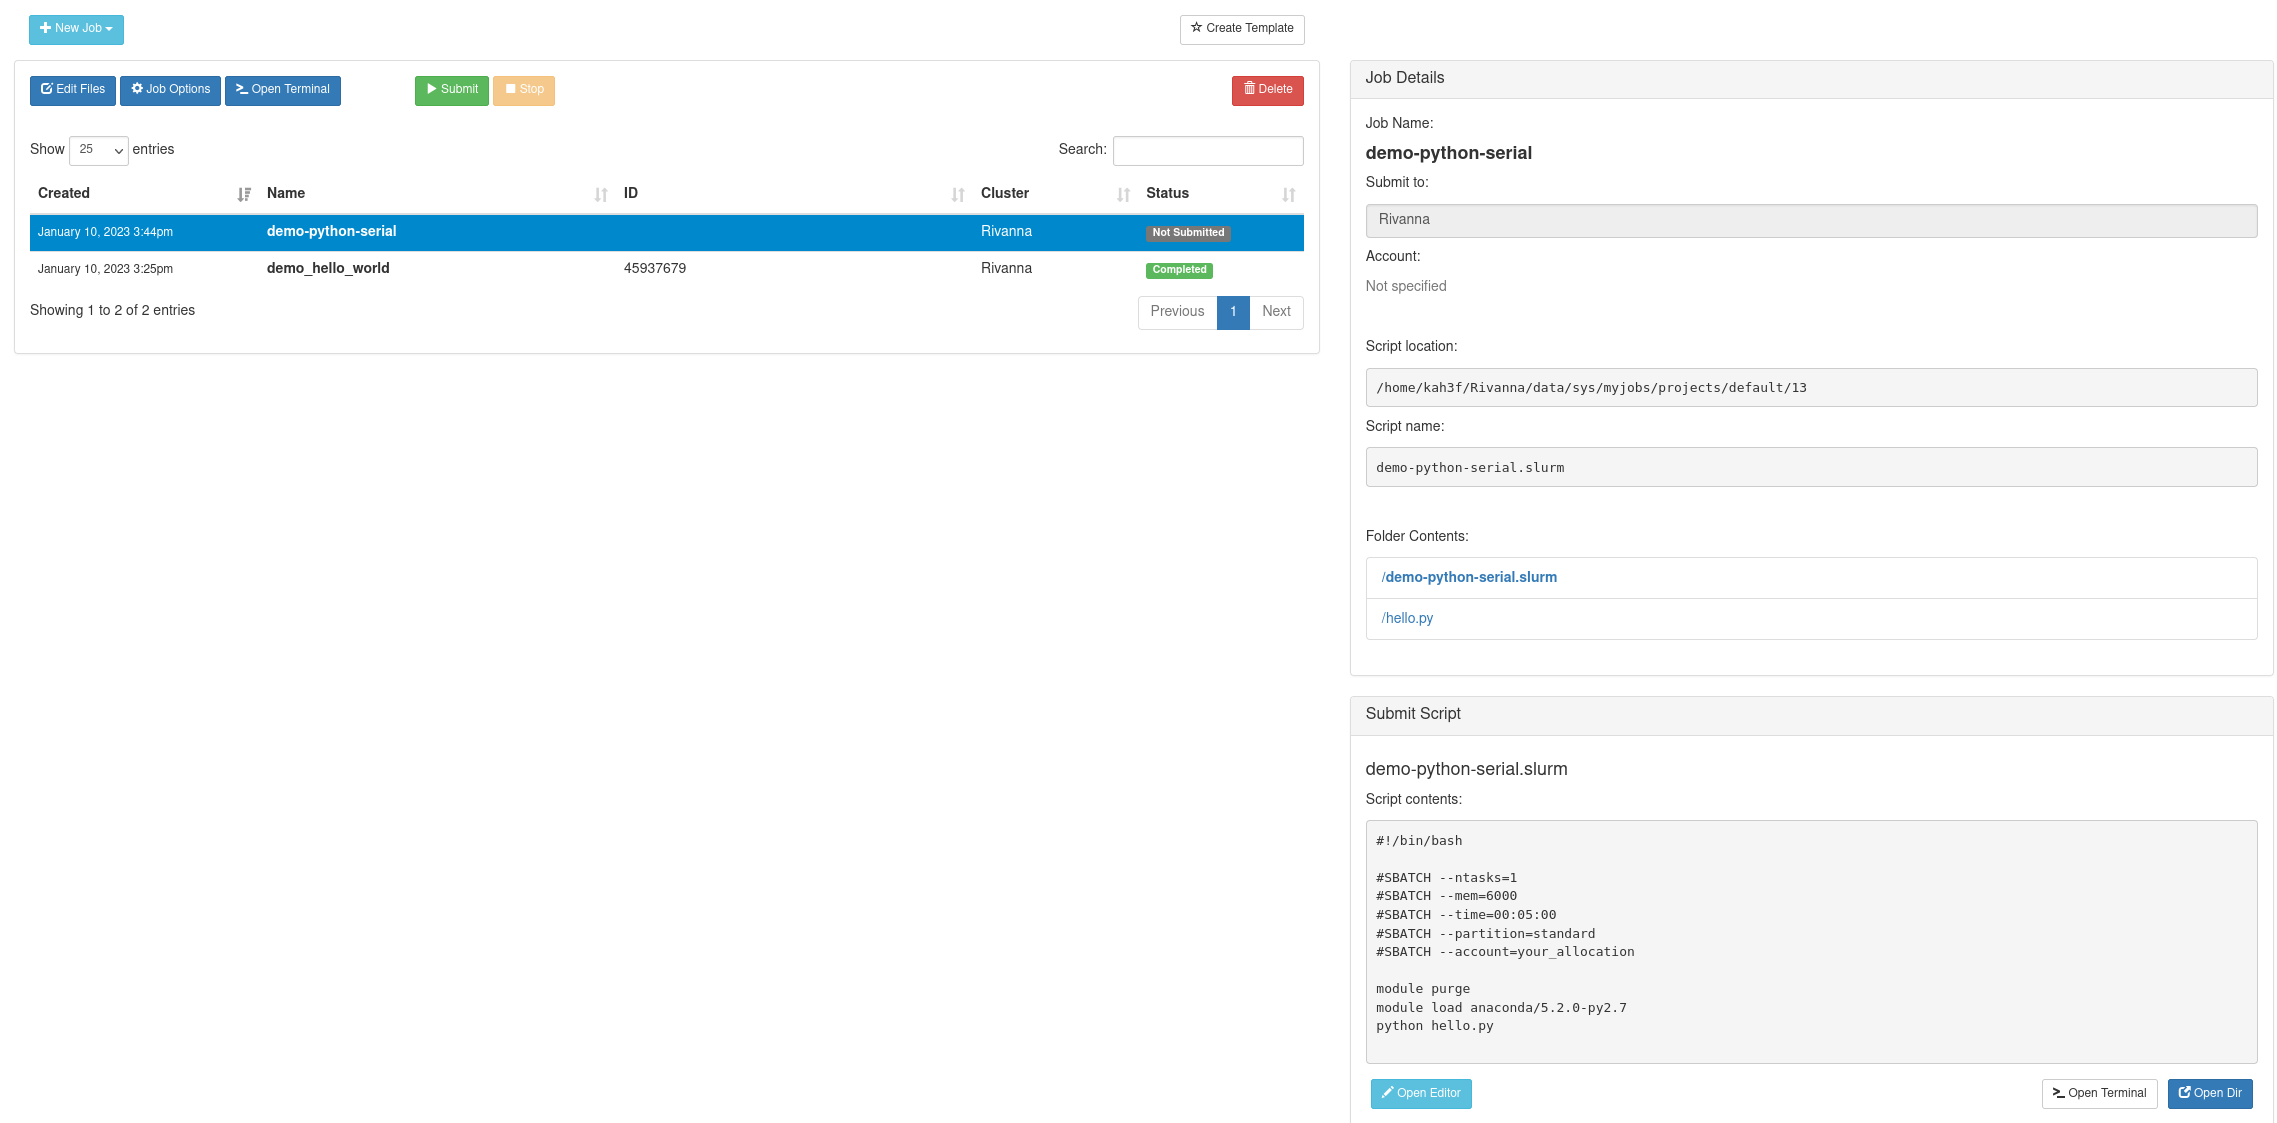 New Job
Create Template
Edit Files Job Options Open Terminal Submit Stop Delete
Show 25 entries Search:
Created Name ID Cluster Status
January 10, 2023 3:44pm demo-python-serial Rivanna Not Submitted
January 10, 2023 3:25pm demo_hello_world 45937679 Rivanna Completed
Showing 1 to 2 of 2 entries Previous 1 Next
Job Details
Job Name:
demo-python-serial
Submit to:
Rivanna
Account:
Not specified
Script location:
/home/kah3f/Rivanna/data/sys/myjobs/projects/default/13
Script name:
demo-python-serial.slurm
Folder Contents:
/demo-python-serial.slurm
/hello.py
Submit Script
demo-python-serial.slurm
Script contents:
#!/bin/bash
#SBATCH --ntasks=1
#SBATCH --mem=6000
#SBATCH --time=00:05:00
#SBATCH --partition=standard
#SBATCH --account=your_allocation
module purge
module load anaconda/5.2.0-py2.7
python hello.py
Open Editor Open Terminal Open Dir